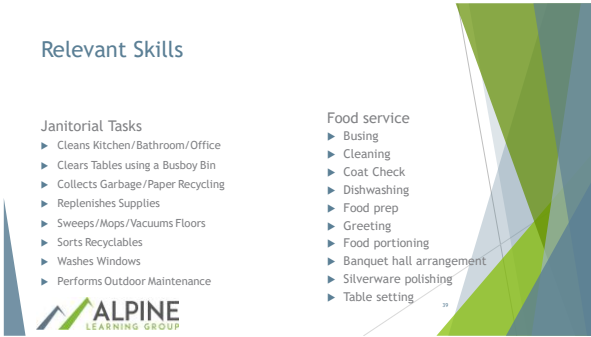 Relevant Skills
Janitorial Tasks
Cleans Kitchen/Bathroom/Office
Clears Tables using a Busboy Bin
Collects Garbage/Paper Recycling
Replenishes Supplies
Sweeps/Mops/Vacuums Floors
Sorts Recyclables
Washes Windows
Performs Outdoor Maintenance
Food service
Busing
Cleaning
Coat Check
Dishwashing
Food prep
Greeting
Food portioning
Banquet hall arrangement
Silverware polishing
Table setting
39
ALPINE
LEARNING GROUP